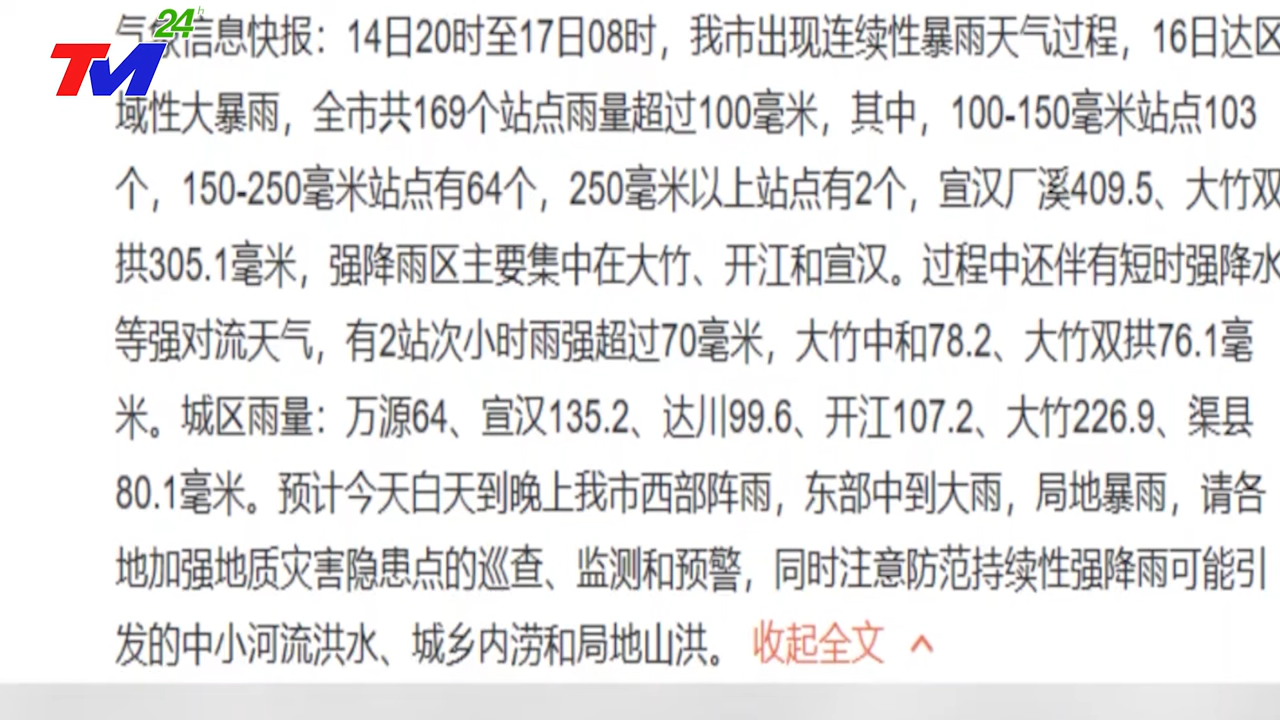 24h
TM
气象信息快报：14日20时至17日08时，我市出现连续性暴雨天气过程，16日达区
域性大暴雨，全市共169个站点雨量超过100毫米，其中，100-150毫米站点103
个，150-250毫米站点有64个，250毫米以上站点有2个，宣汉厂溪409.5、大竹双
拱305.1毫米，强降雨区主要集中在大竹、开江和宣汉。过程中还伴有短时强降水
等强对流天气，有2站次小时雨强超过70毫米，大竹中和78.2、大竹双拱76.1毫
米。城区雨量：万源64、宣汉135.2、达川99.6、开江107.2、大竹226.9、渠县
80.1毫米。预计今天白天到晚上我市西部阵雨，东部中到大雨，局地暴雨，请各
地加强地质灾害隐患点的巡查、监测和预警，同时注意防范持续性强降雨可能引
发的中小河流洪水、城乡内涝和局地山洪。 收起全文